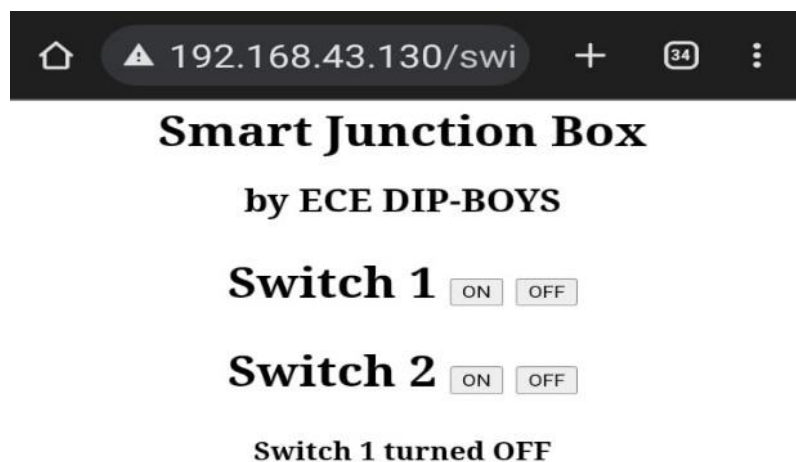 192.168.43.130/swi
34
Smart Junction Box
by ECE DIP-BOYS
Switch 1 ON OFF
Switch 2 ON OFF
Switch 1 turned OFF